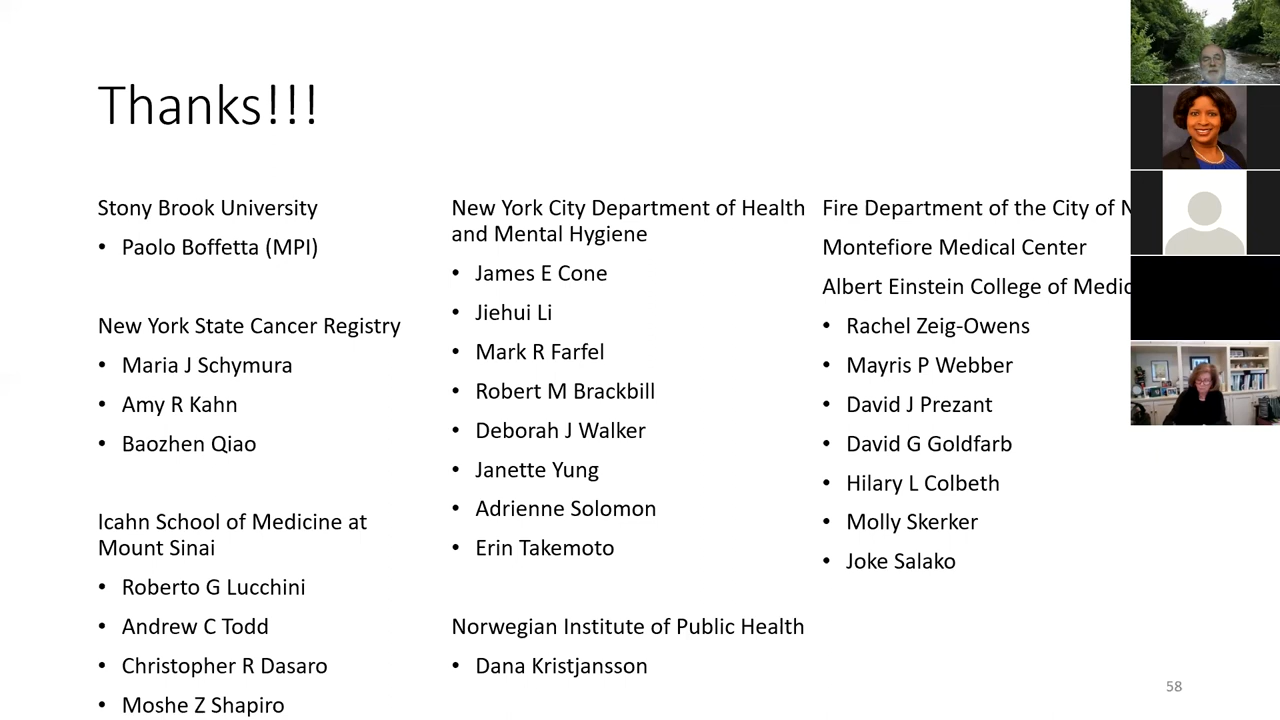 Thanks!!!
Stony Brook University
• Paolo Boffetta (MPI)
New York State Cancer Registry
• Maria J Schymura
• Amy R Kahn
• Baozhen Qiao
Icahn School of Medicine at
Mount Sinai
• Roberto G Lucchini
• Andrew C Todd
• Christopher R Dasaro
• Moshe Z Shapiro
New York City Department of Health
and Mental Hygiene
• James E Cone
• Jiehui Li
• Mark R Farfel
• Robert M Brackbill
• Deborah J Walker
• Janette Yung
• Adrienne Solomon
• Erin Takemoto
Norwegian Institute of Public Health
• Dana Kristjansson
Fire Department of the City of
Montefiore Medical Center
Albert Einstein College of
• Rachel Zeig-Owens
• Mayris P Webber
• David J Prezant
• David G Goldfarb
• Hilary L Colbeth
• Molly Skerker
• Joke Salako
58